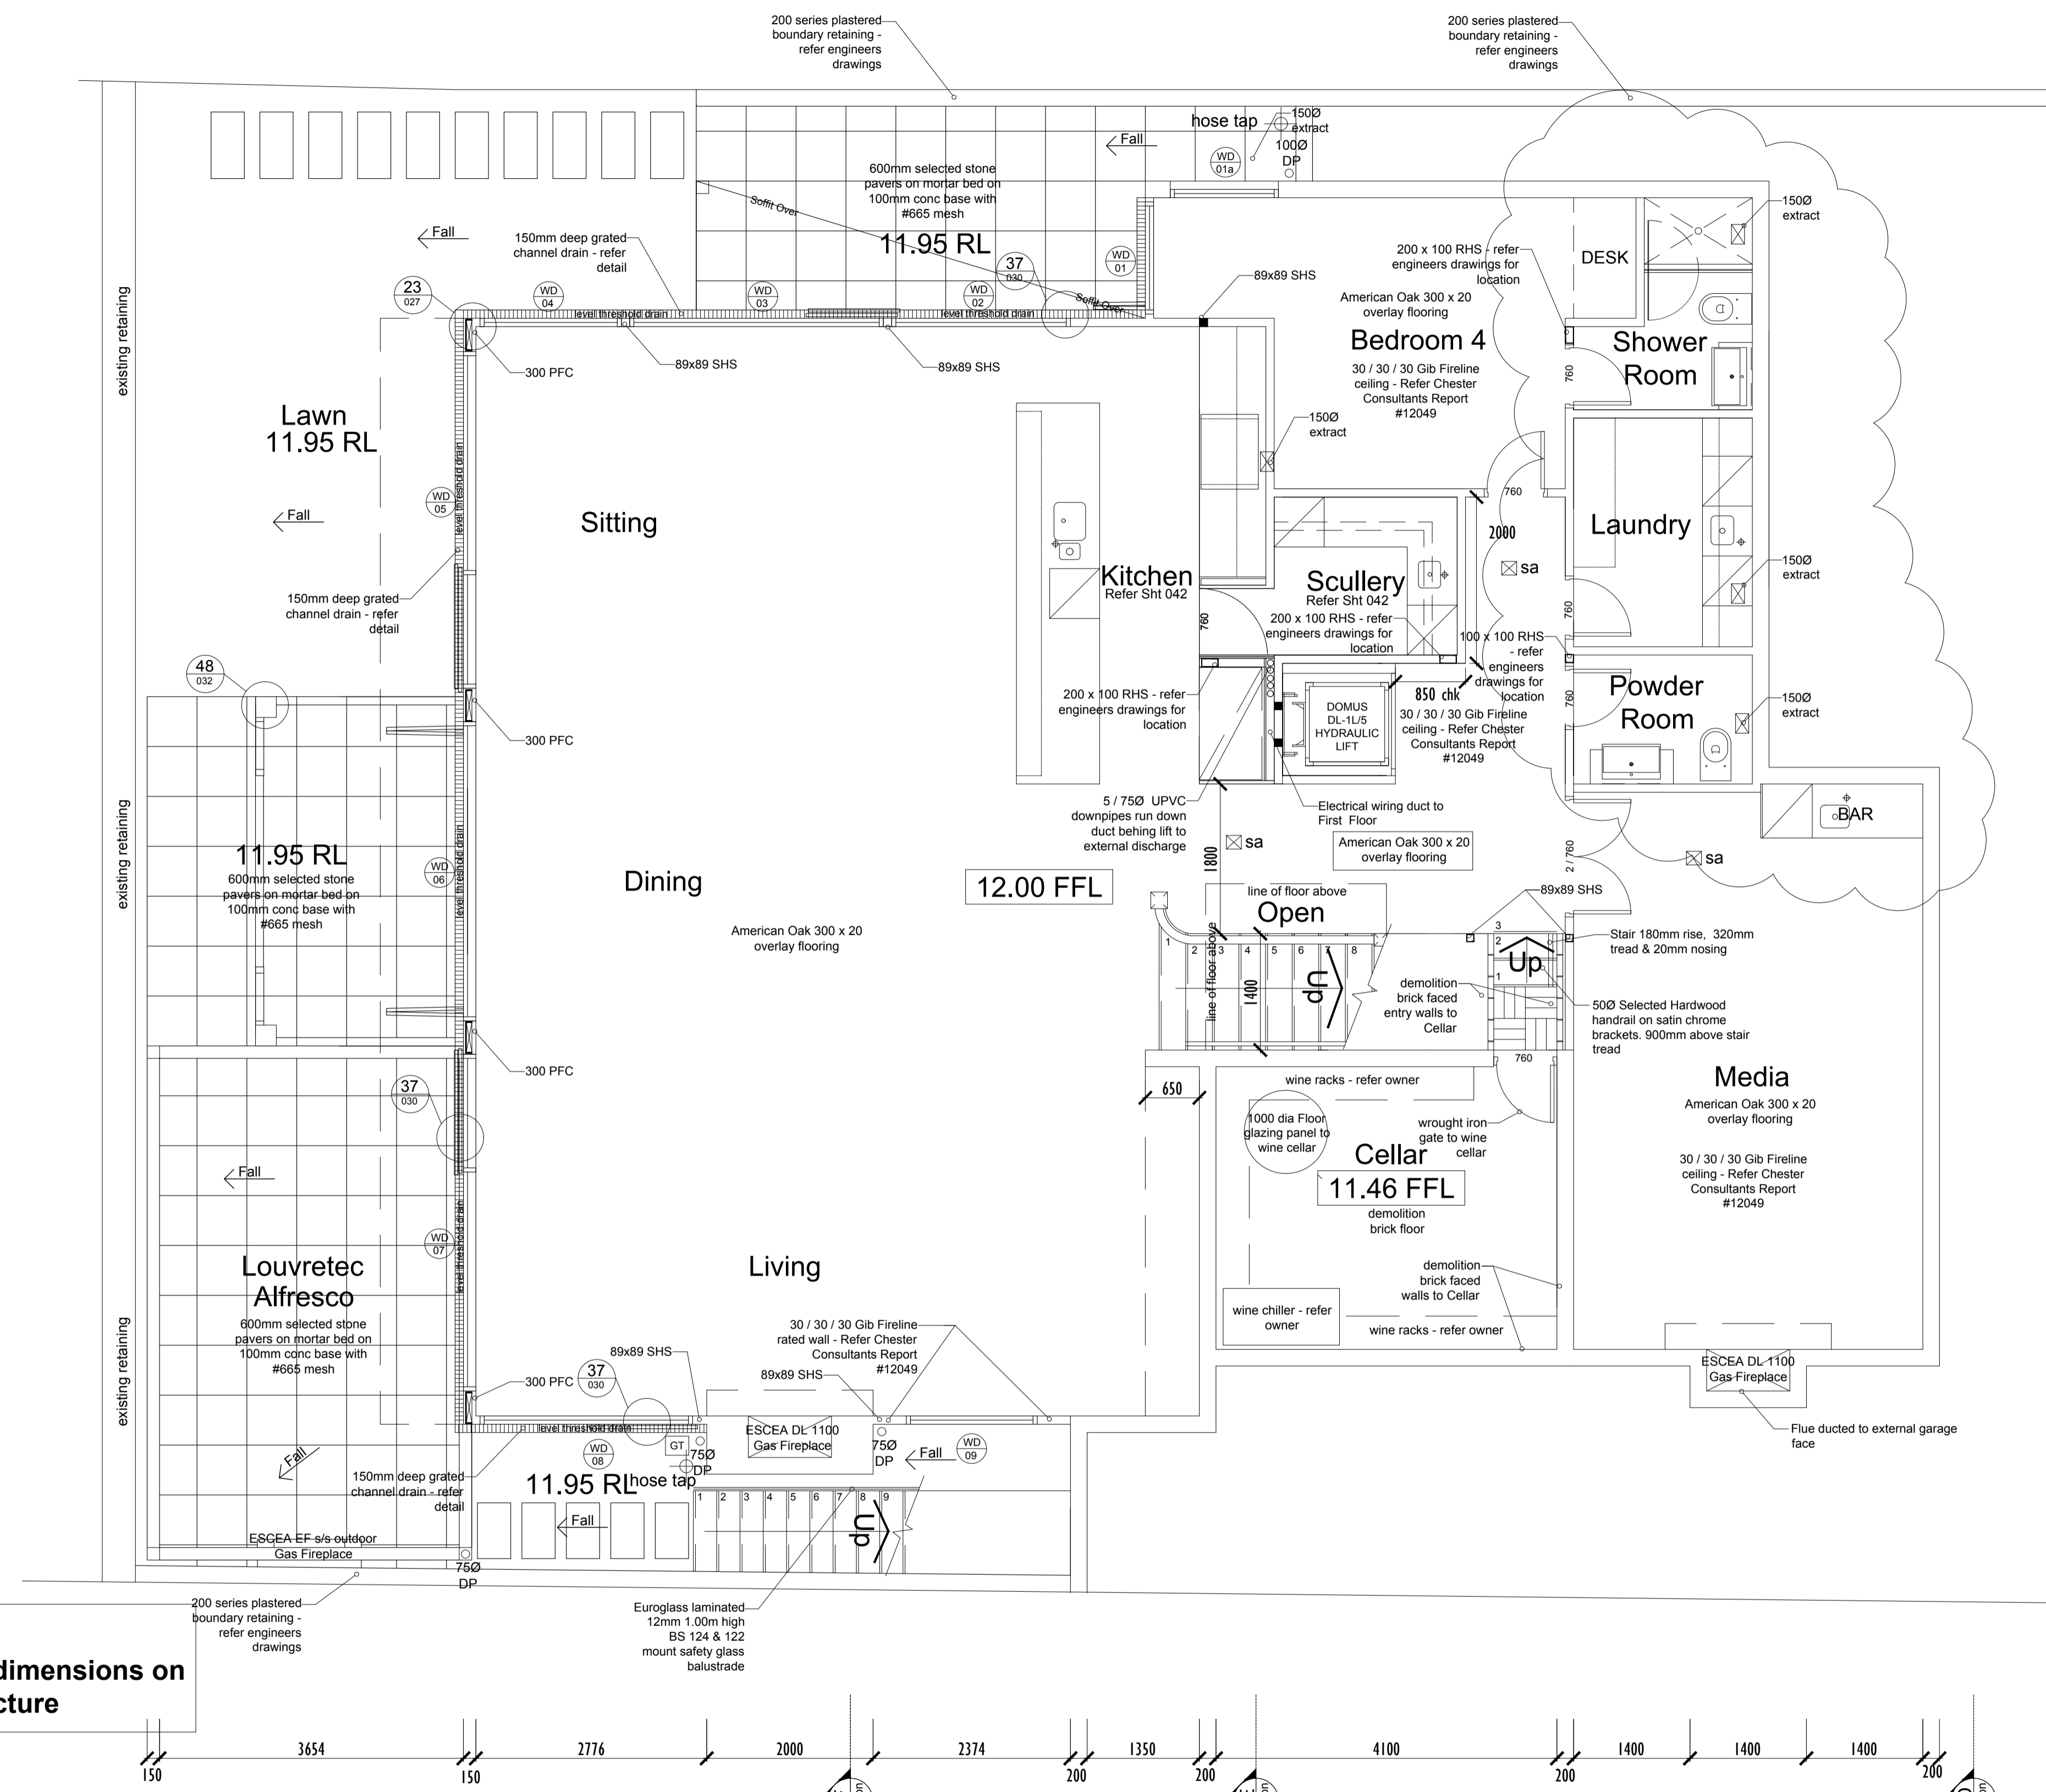 200 series plastered
boundary retaining -
refer engineers
drawings
200 series plastered
boundary retaining -
refer engineers
drawings
hose tap
150Ø
extract
100Ø
DP
Fall
WD
01a
600mm selected stone
pavers on mortar bed on
100mm conc base with
#665 mesh
11.95 RL
Soffit Over
Soffit Over
Fall
150mm deep grated
channel drain - refer
detail
WD
01
37
030
WD
02
WD
03
WD
04
23
027
level threshold drain
level threshold drain
89x89 SHS
200 x 100 RHS - refer
engineers drawings for
location
DESK
150Ø
extract
American Oak 300 x 20
overlay flooring
Bedroom 4
30 / 30 / 30 Gib Fireline
ceiling - Refer Chester
Consultants Report
#12049
Shower
Room
760
existing retaining
300 PFC
89x89 SHS
89x89 SHS
Lawn
11.95 RL
150Ø
extract
Fall
WD
05
level threshold drain
Sitting
760
2000
Laundry
sa
150Ø
extract
150mm deep grated
channel drain - refer
detail
Kitchen
Refer Sht 042
Scullery
Refer Sht 042
760
760
200 x 100 RHS - refer
engineers drawings for
location
100 x 100 RHS
- refer
engineers
drawings for
location
48
032
200 x 100 RHS - refer
engineers drawings for
location
DOMUS
DL-1L/5
HYDRAULIC
LIFT
850 chk
30 / 30 / 30 Gib Fireline
ceiling - Refer Chester
Consultants Report
#12049
760
Powder
Room
150Ø
extract
300 PFC
5 / 75Ø UPVC
downpipes run down
duct behing lift to
external discharge
Electrical wiring duct to
First Floor
BAR
existing retaining
11.95 RL
600mm selected stone
pavers on mortar bed on
100mm conc base with
#665 mesh
WD
06
level threshold drain
Dining
12.00 FFL
1800
sa
American Oak 300 x 20
overlay flooring
2 / 760
sa
89x89 SHS
line of floor above
Open
American Oak 300 x 20
overlay flooring
1
2
3
4
5
6
7
8
line of floor above
1400
Up
3
2
1
Up
Stair 180mm rise, 320mm
tread & 20mm nosing
demolition
brick faced
entry walls to
Cellar
50Ø Selected Hardwood
handrail on satin chrome
brackets. 900mm above stair
tread
300 PFC
37
030
760
650
wine racks - refer owner
1000 dia Floor
glazing panel to
wine cellar
wrought iron
gate to wine
cellar
Media
American Oak 300 x 20
overlay flooring
Cellar
11.46 FFL
demolition
brick floor
30 / 30 / 30 Gib Fireline
ceiling - Refer Chester
Consultants Report
#12049
Fall
WD
07
level threshold drain
Louvretec
Alfresco
600mm selected stone
pavers on mortar bed on
100mm conc base with
#665 mesh
Living
demolition
brick faced
walls to Cellar
wine chiller - refer
owner
wine racks - refer owner
existing retaining
30 / 30 / 30 Gib Fireline
rated wall - Refer Chester
Consultants Report
#12049
89x89 SHS
89x89 SHS
300 PFC
37
030
ESCEA DL 1100
Gas Fireplace
ESCEA DL 1100
Gas Fireplace
Flue ducted to external garage
face
level threshold drain
WD
08
GT
75Ø
DP
75Ø
DP
Fall
WD
09
Fall
150mm deep grated
channel drain - refer
detail
11.95 RL
hose tap
1
2
3
4
5
6
7
8
9
Up
Fall
ESCEA EF s/s outdoor
Gas Fireplace
75Ø
DP
200 series plastered
boundary retaining -
refer engineers
drawings
Euroglass laminated
12mm 1.00m high
BS 124 & 122
mount safety glass
balustrade
dimensions on
cture
150
3654
150
2776
2000
2374
200
1350
200
4100
200
1400
1400
1400
200